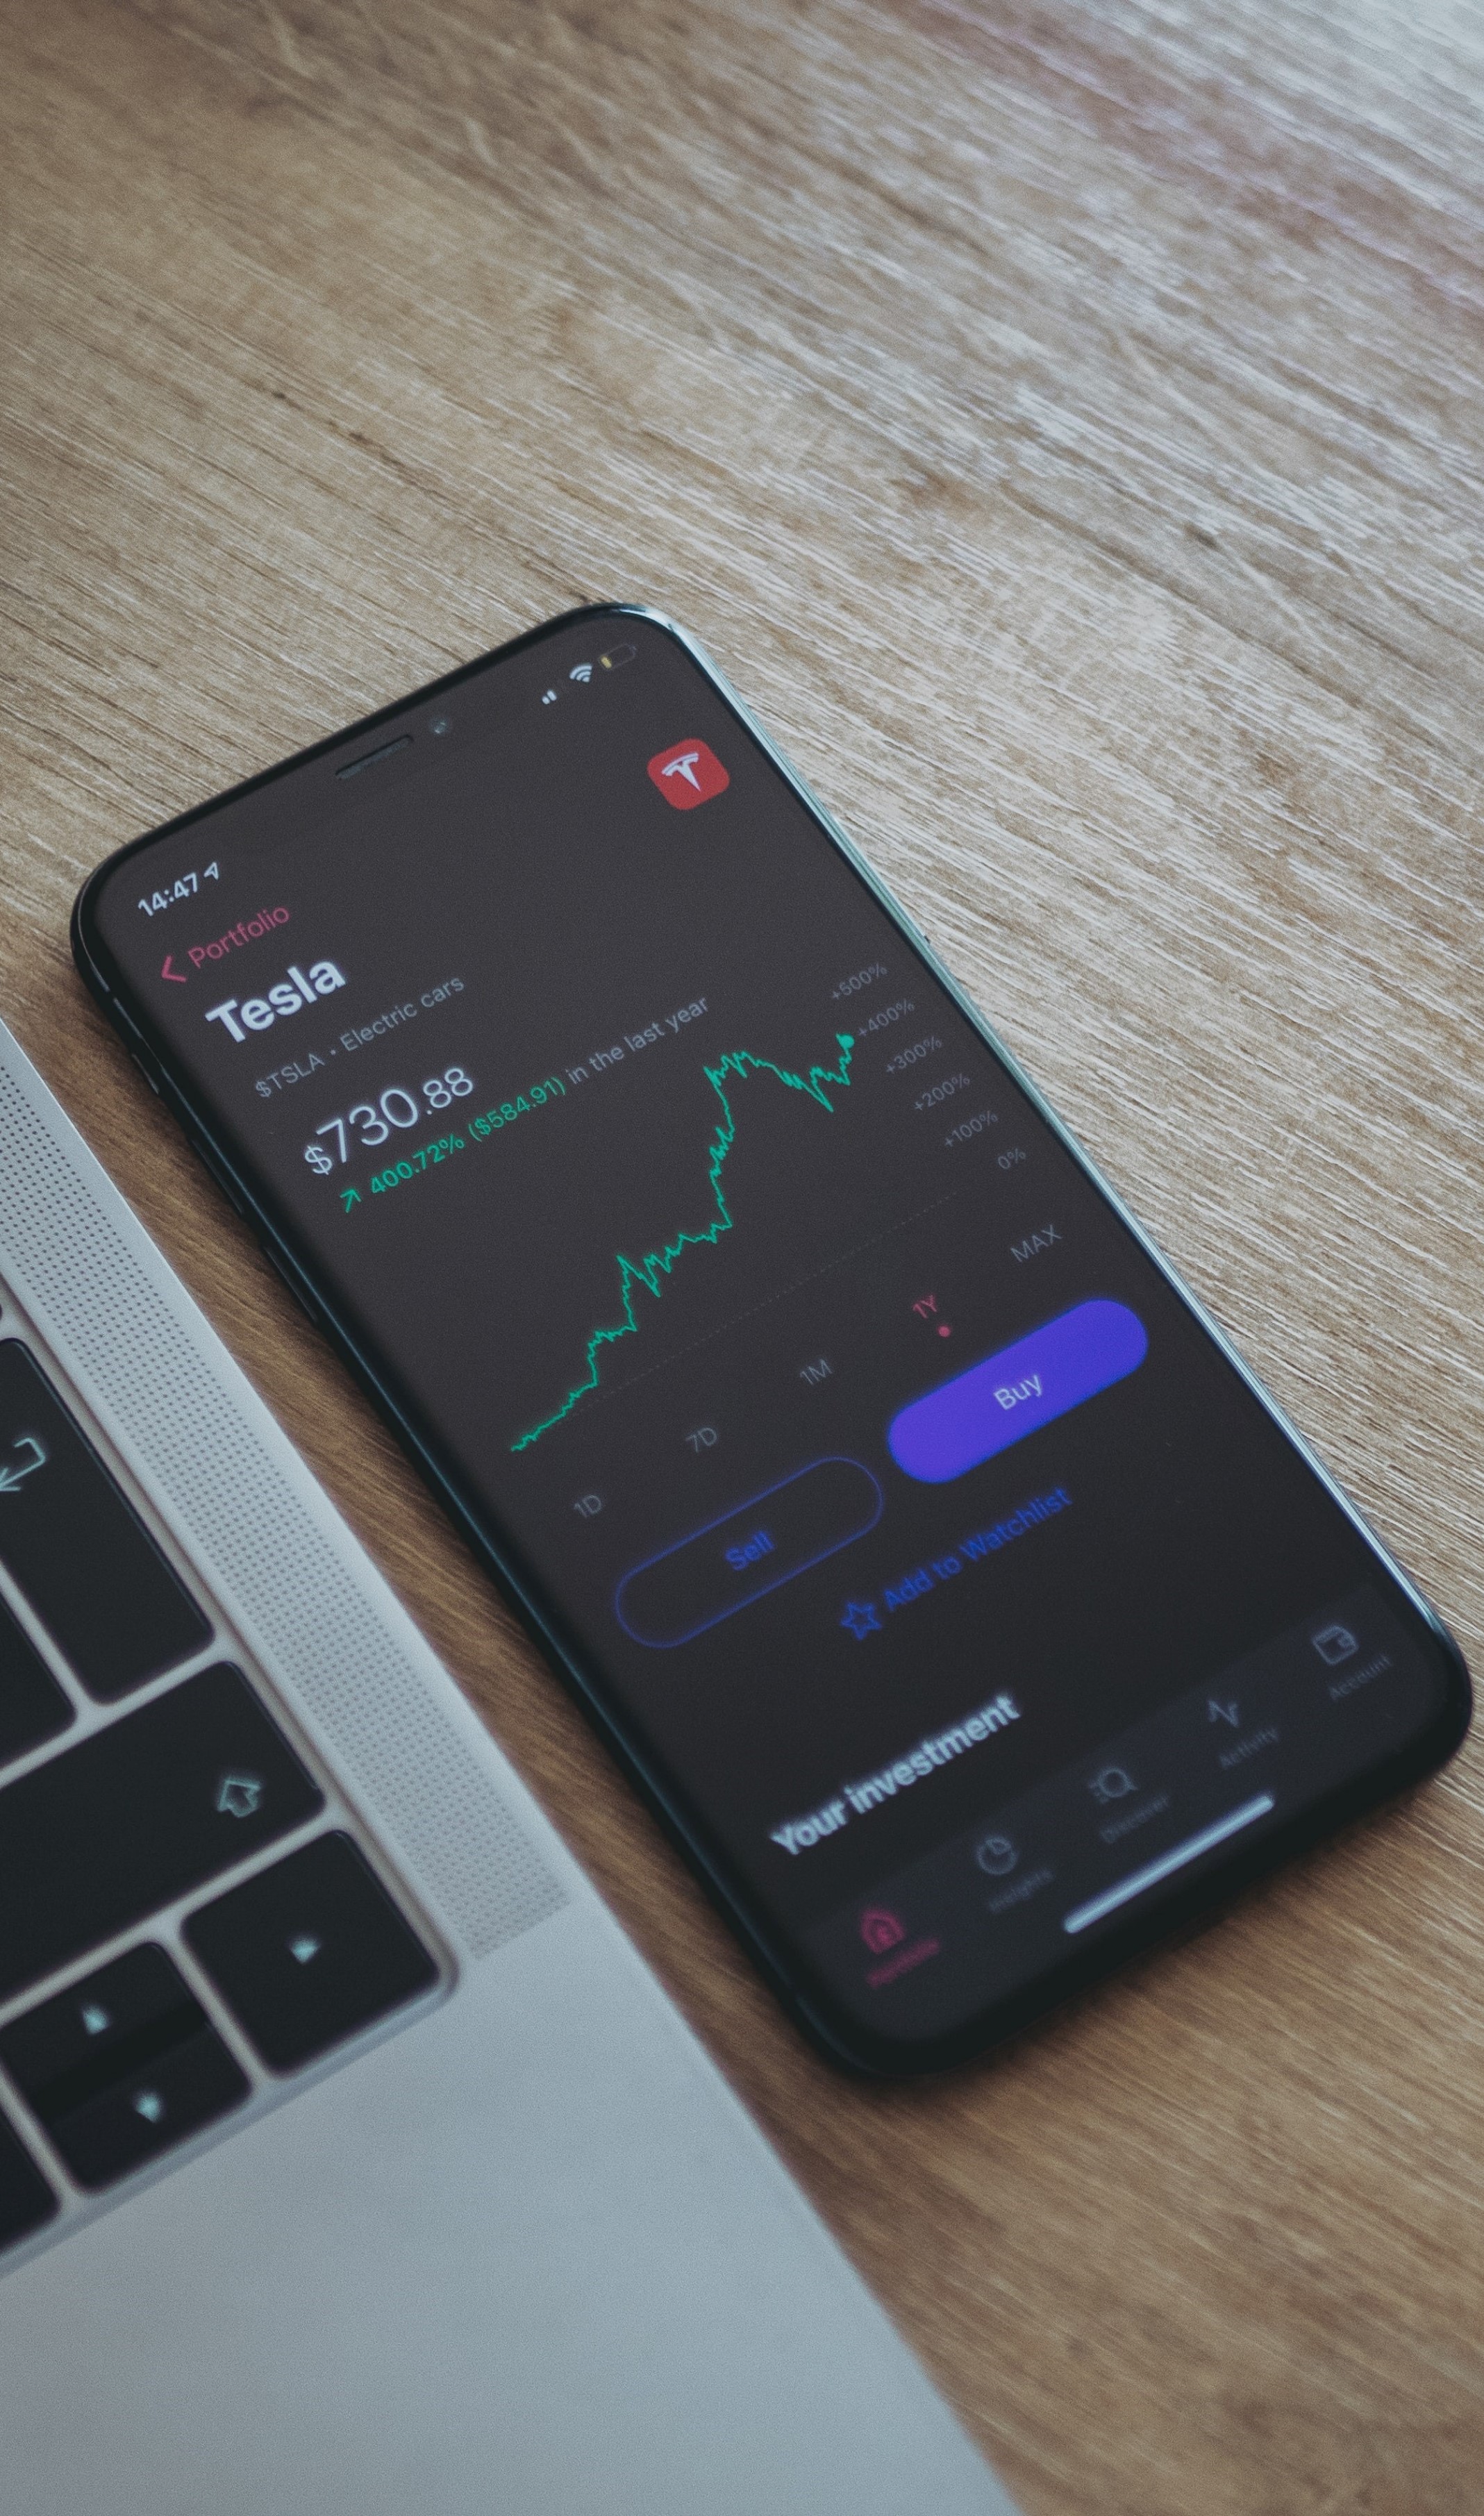 14:47
Portfolio
Tesla
$TSLA • Electric cars
$730.88
400.72% ($584.91) in the last year
+500%
+400%
+300%
+200%
+100%
0%
1D 7D 1M 1Y MAX
Sell Buy
Add to Watchlist
Your investment
Portfolio Insights Discover Activity Account